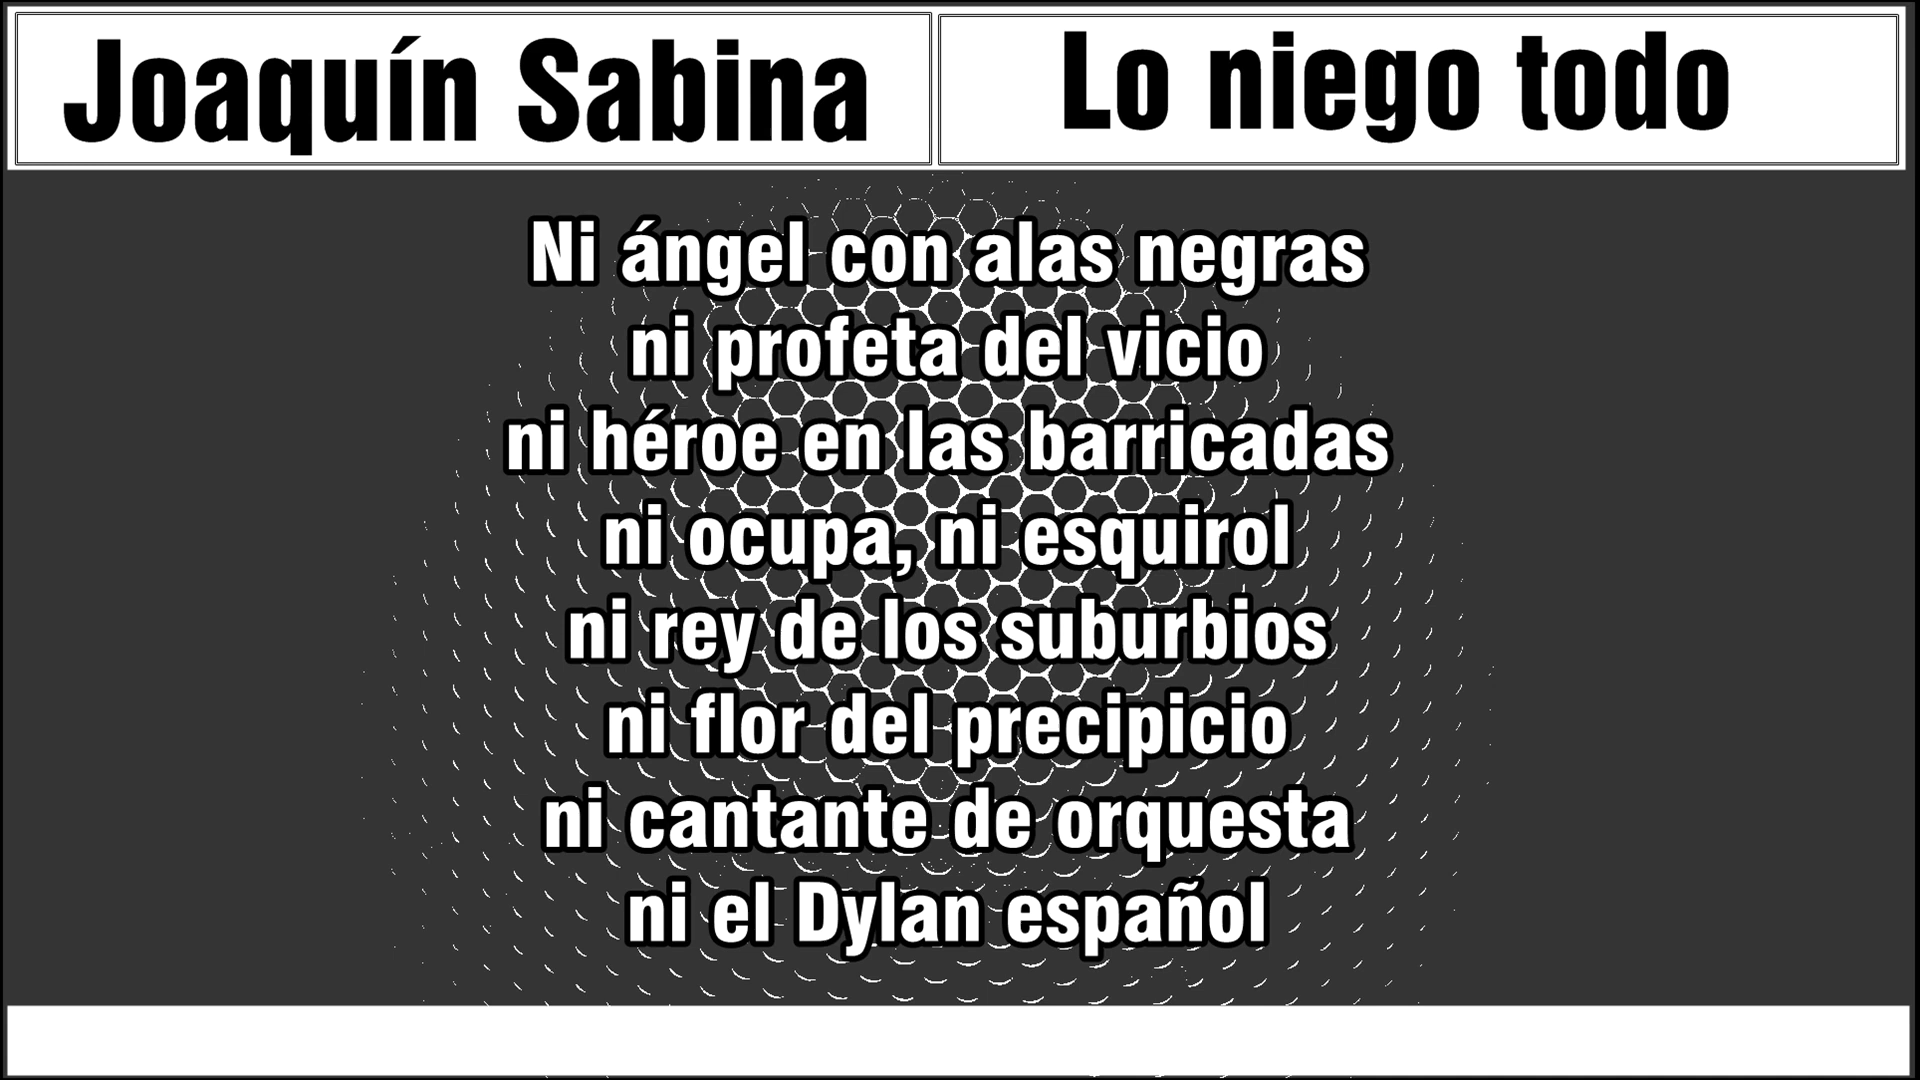 Joaquín Sabina
Lo niego todo
Ni ángel con alas negras
ni profeta del vicio
ni héroe en las barricadas
ni ocupa, ni esquirol
ni rey de los suburbios
ni flor del precipicio
ni cantante de orquesta
ni el Dylan español